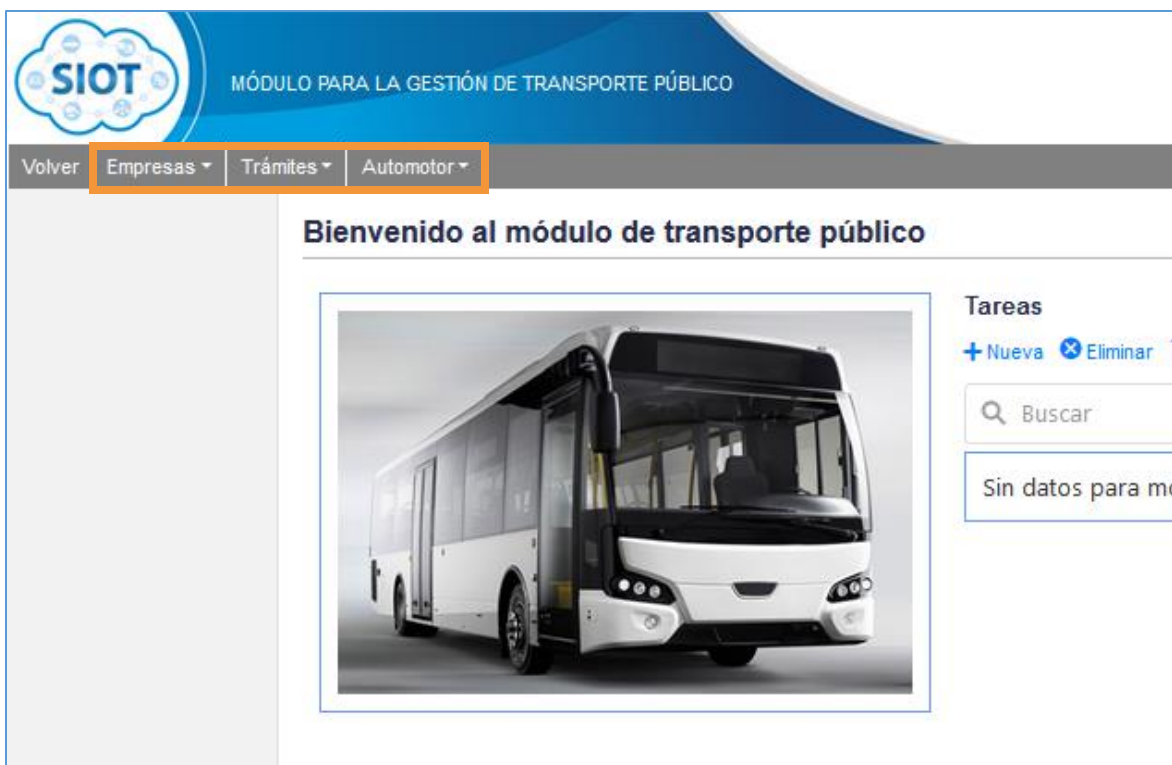 SIOT
MÓDULO PARA LA GESTIÓN DE TRANSPORTE PÚBLICO
Volver Empresas Trámites Automotor
Bienvenido al módulo de transporte público
Tareas
Nueva Eliminar
Buscar
Sin datos para